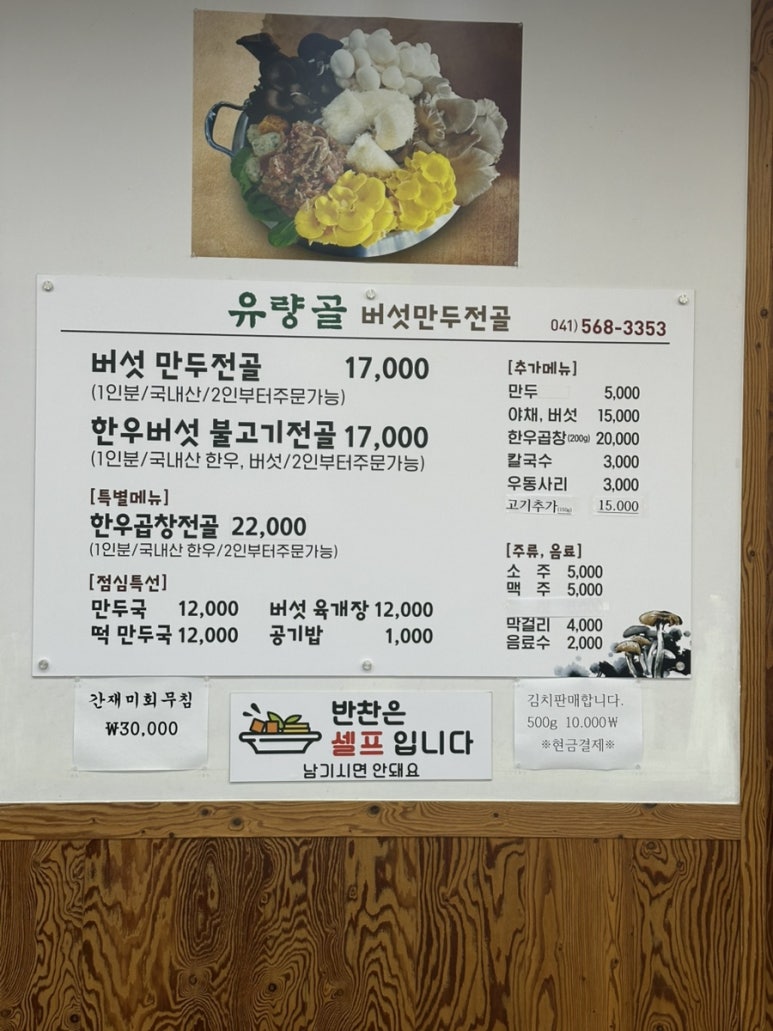 유량골 버섯만두전골 041) 568-3353
버섯 만두전골 17,000
(1인분/국내산/2인부터주문가능)
한우버섯 불고기전골 17,000
(1인분/국내산 한우, 버섯/2인부터주문가능)
[특별메뉴]
한우곱창전골 22,000
(1인분/국내산 한우/2인부터주문가능)
[점심특선]
만두국 12,000 버섯 육개장 12,000
떡 만두국 12,000 공기밥 1,000
[추가메뉴]
만두 5,000
야채, 버섯 15,000
한우곱창(200g) 20,000
칼국수 3,000
우동사리 3,000
고기추가 15.000
[주류, 음료]
소 주 5,000
맥 주 5,000
막걸리 4,000
음료수 2,000
간재미회무침
₩30,000
반찬은
셀프 입니다
남기시면 안돼요
김치판매합니다.
500g 10.000₩
※현금결제※